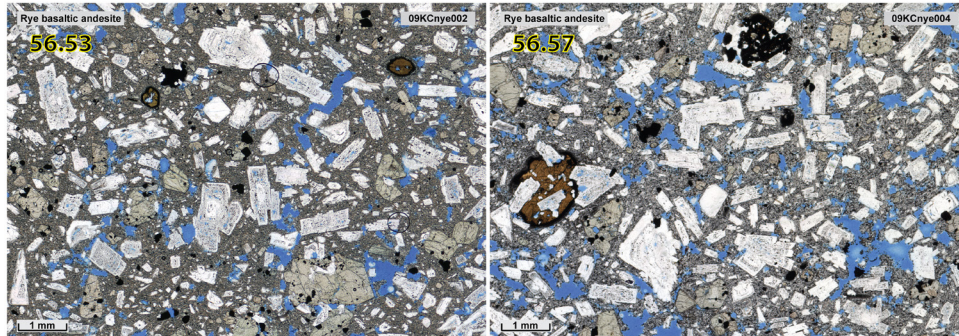 Rye basaltic andesite
56.53
09KCnye002
1 mm
Rye basaltic andesite
56.57
09KCnye004
1 mm